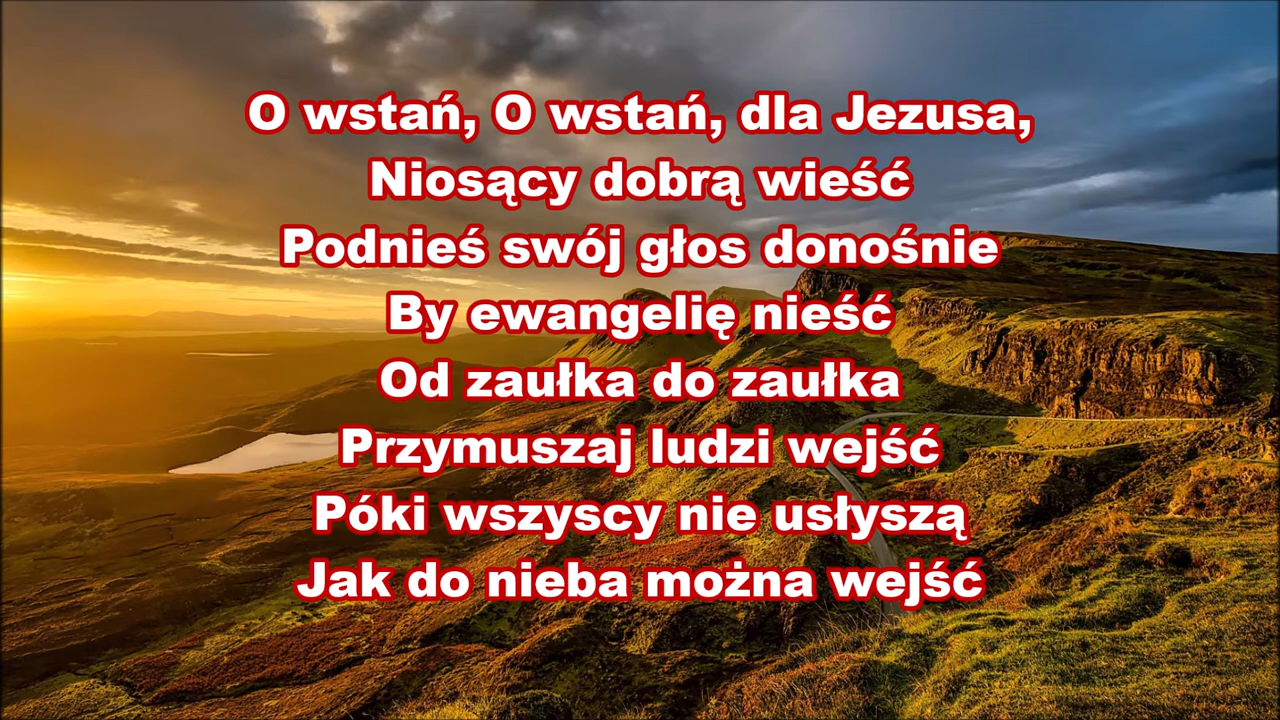 O wstań, O wstań, dla Jezusa,
Niosący dobrą wieść
Podnieś swój głos donośnie
By ewangelię nieść
Od zaułka do zaułka
Przymuszaj ludzi wejść
Póki wszyscy nie usłyszą
Jak do nieba można wejść